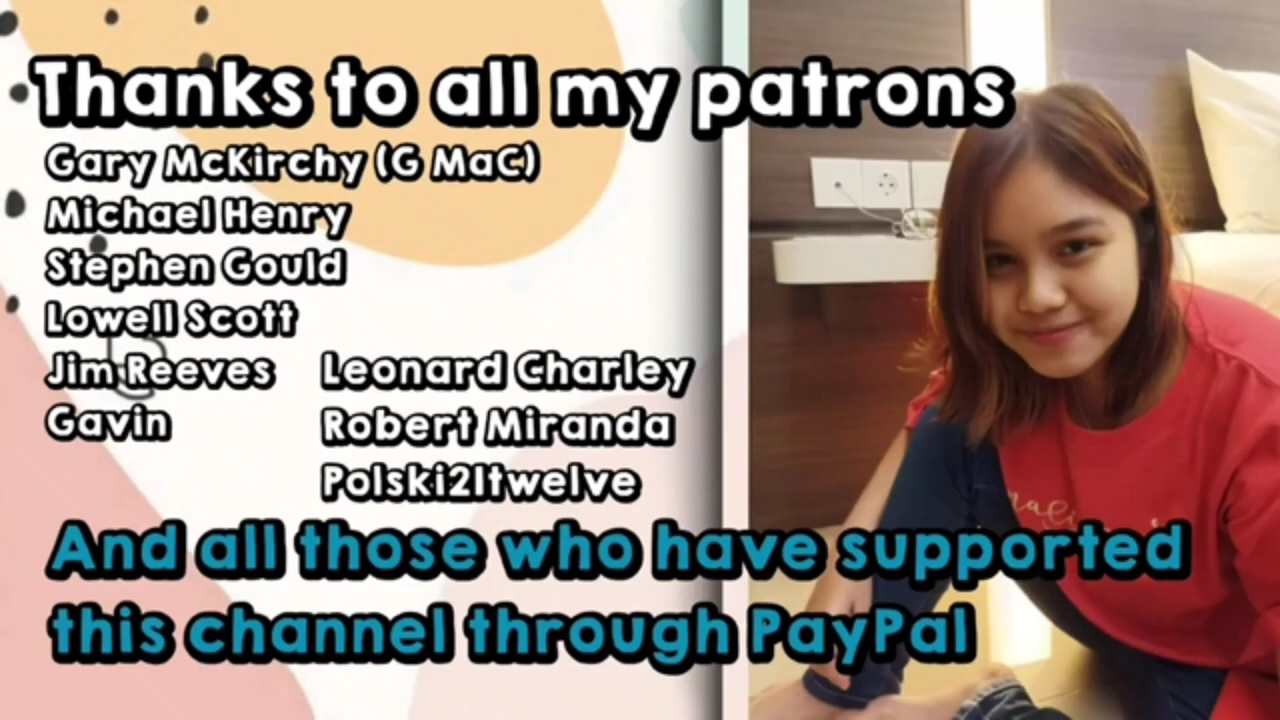 Thanks to all my patrons
Gary McKirchy (G MaC)
Michael Henry
Stephen Gould
Lowell Scott
Jim Reeves
Gavin
Leonard Charley
Robert Miranda
Polski21twelve
And all those who have supported
this channel through PayPal